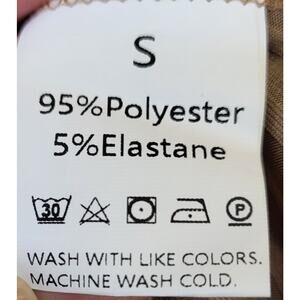 S
95%Polyester
5%Elastane
30 P
WASH WITH LIKE COLORS.
MACHINE WASH COLD.